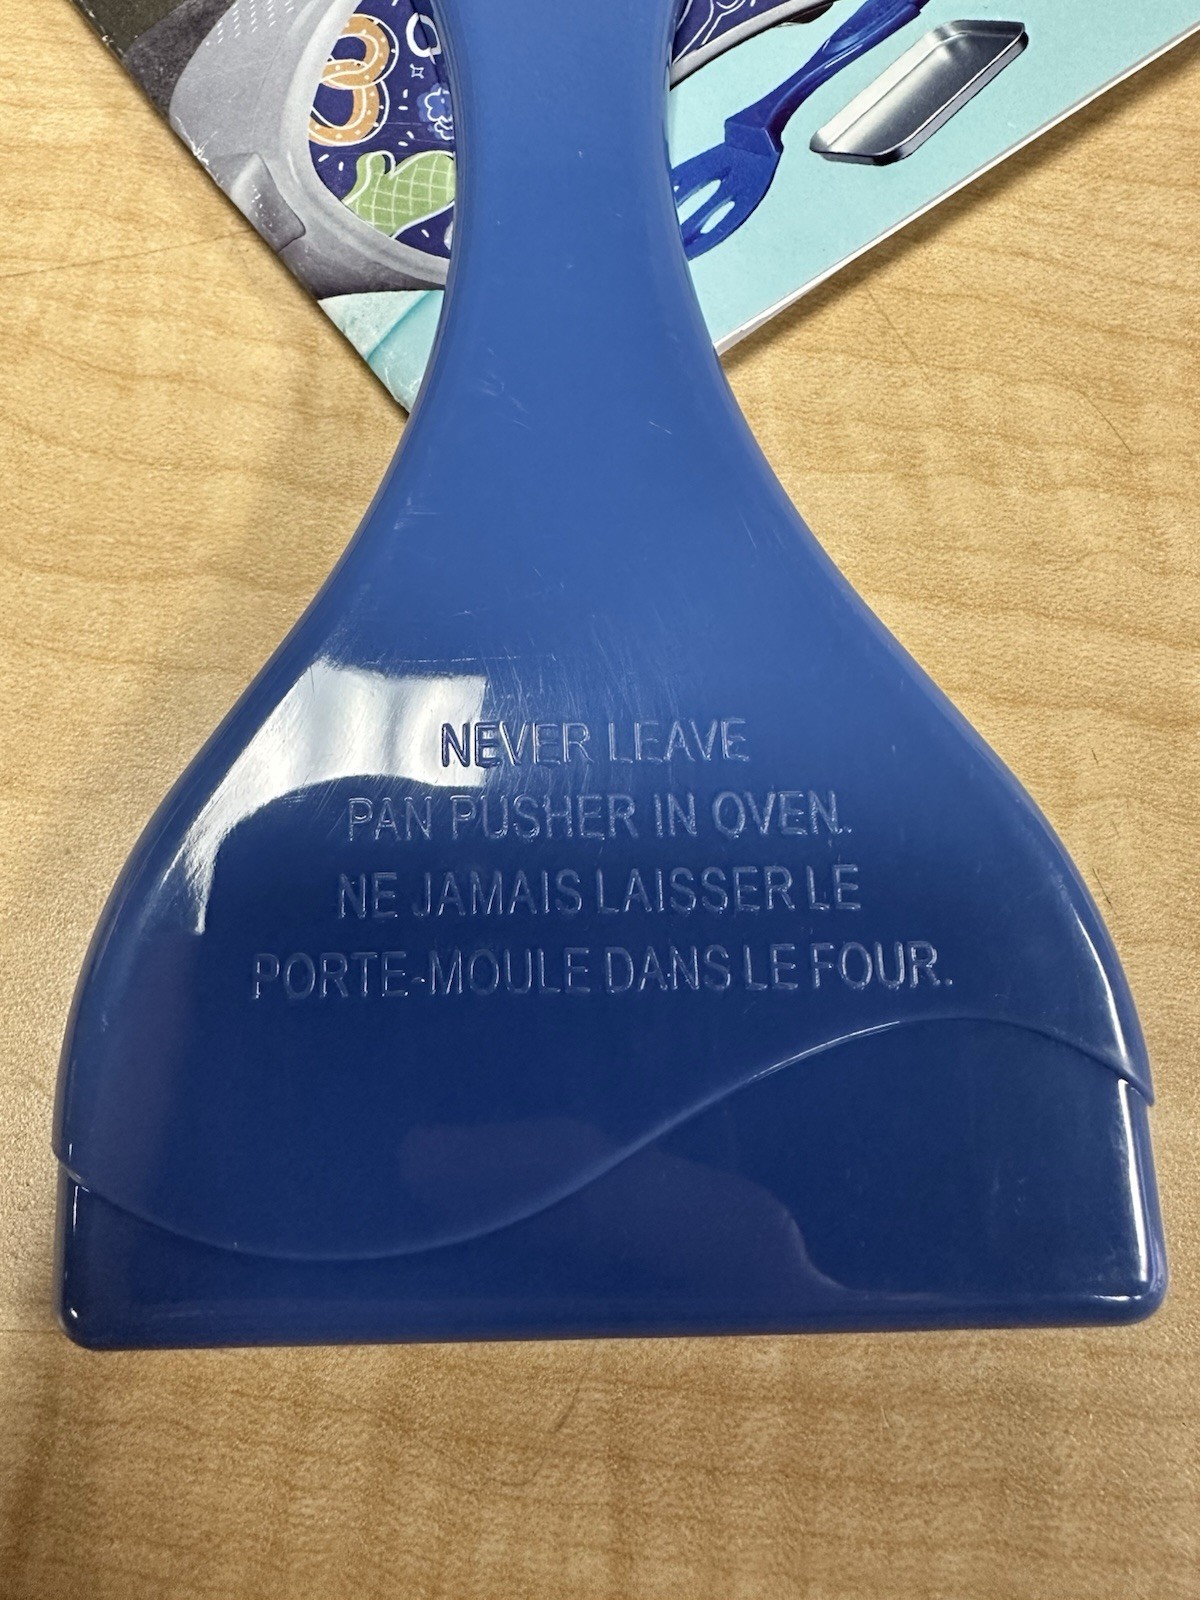 NEVER LEAVE
PAN PUSHER IN OVEN.
NE JAMAIS LAISSER LE
PORTE-MOULE DANS LE FOUR.